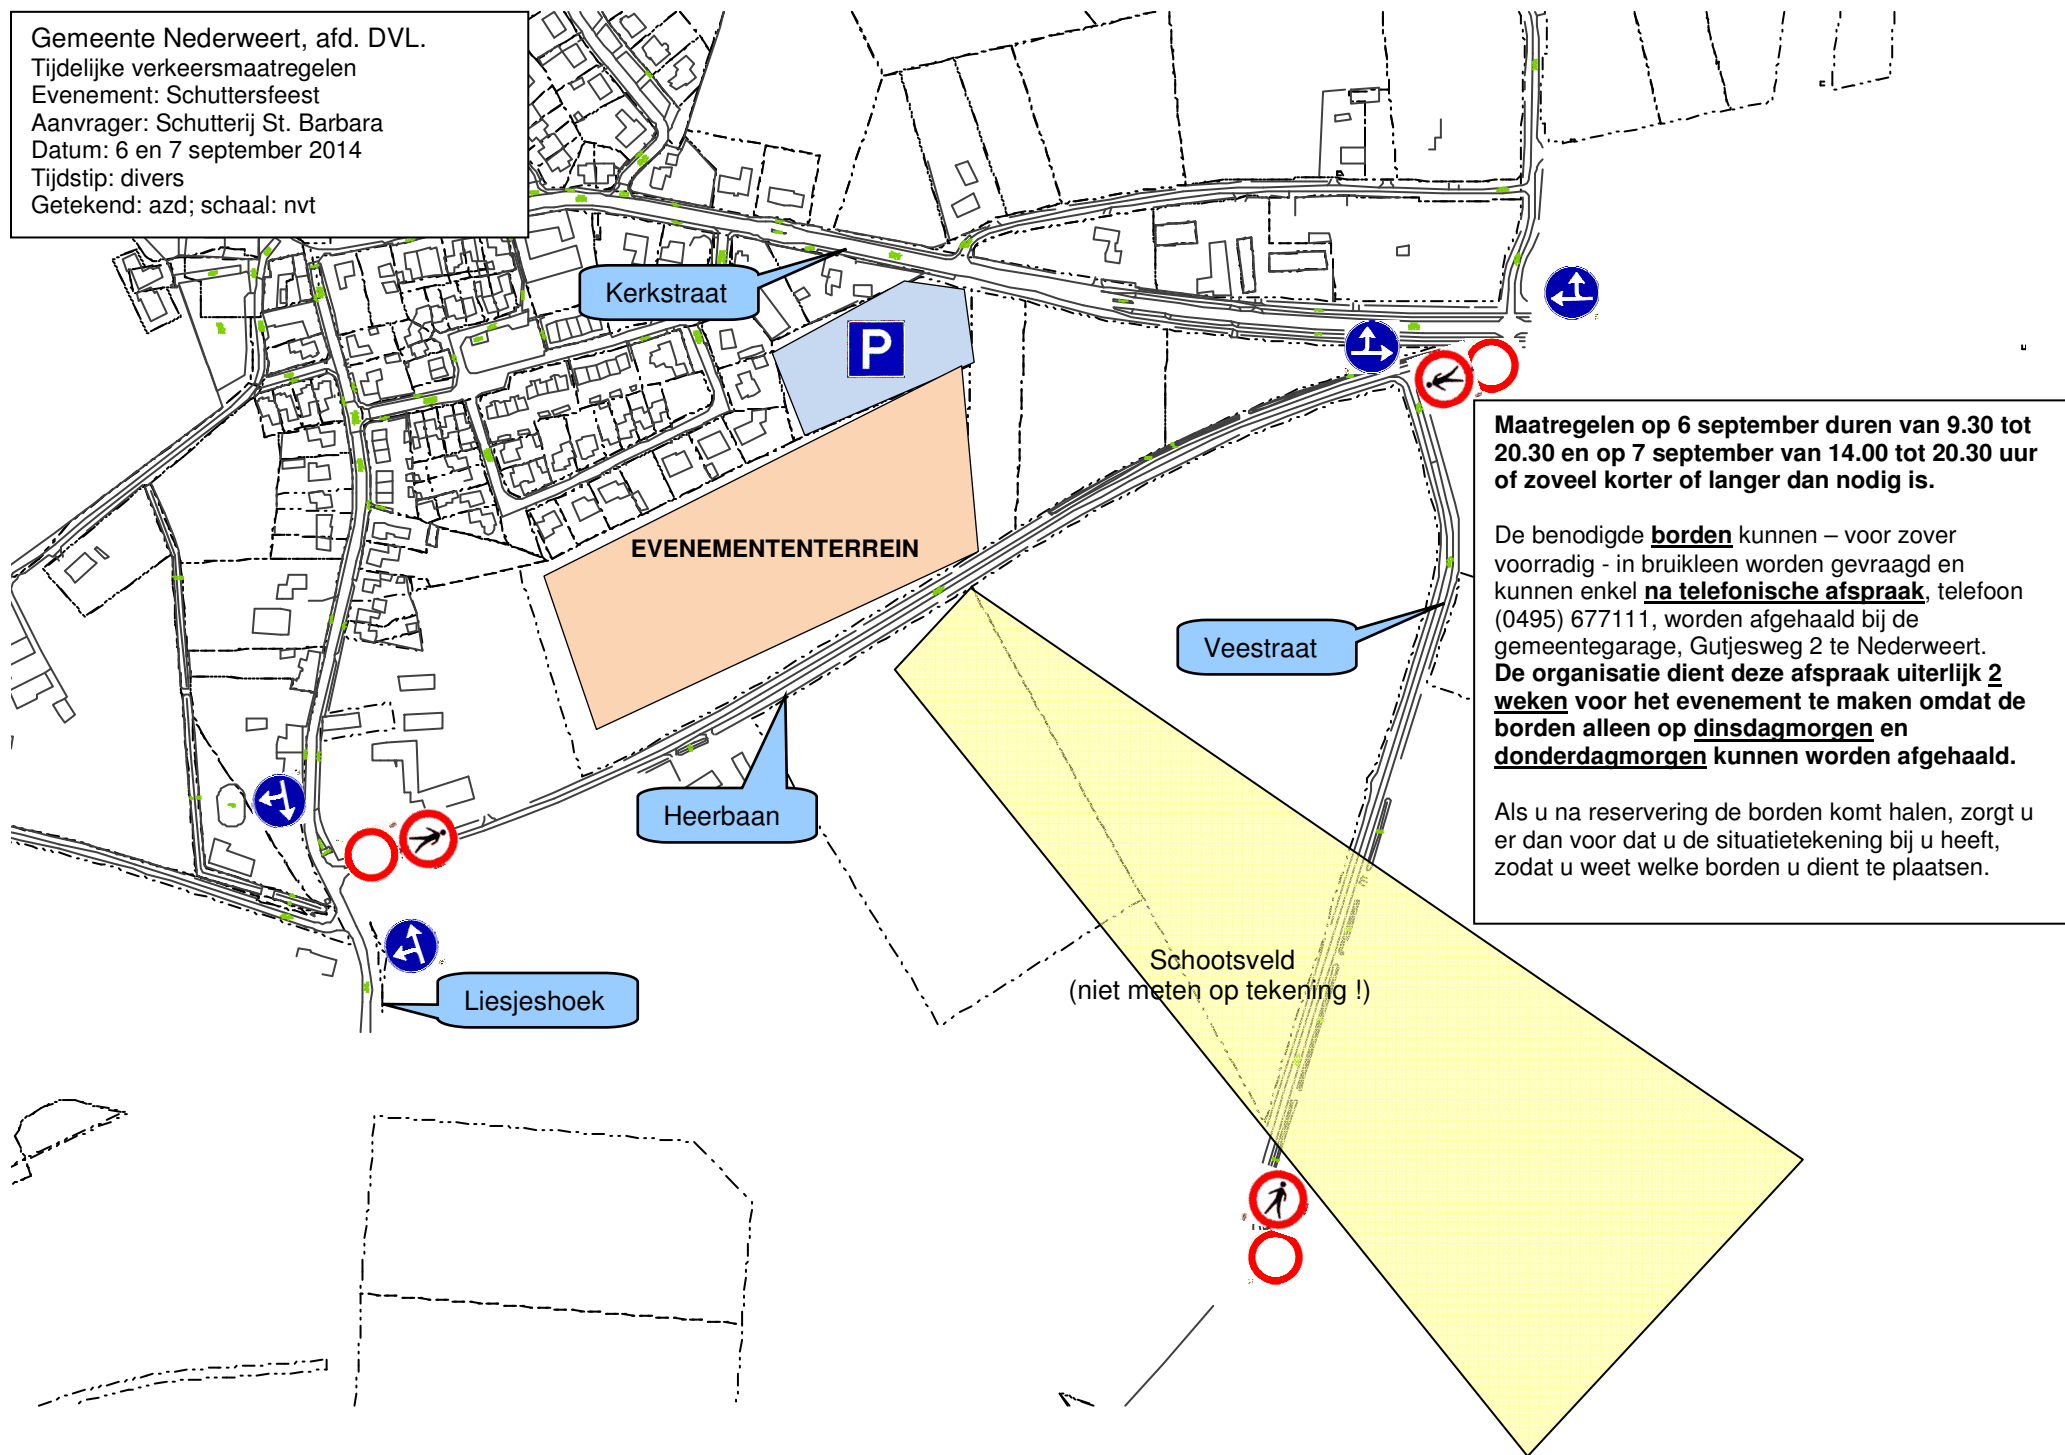 Gemeente Nederweert, afd. DVL.
Tijdelijke verkeersmaatregelen
Evenement: Schuttersfeest
Aanvrager: Schutterij St. Barbara
Datum: 6 en 7 september 2014
Tijdstip: divers
Getekend: azd; schaal: nvt
Kerkstraat
P
Maatregelen op 6 september duren van 9.30 tot
20.30 en op 7 september van 14.00 tot 20.30 uur
of zoveel korter of langer dan nodig is.
De benodigde borden kunnen – voor zover
voorradig - in bruikleen worden gevraagd en
kunnen enkel na telefonische afspraak, telefoon
(0495) 677111, worden afgehaald bij de
gemeentegarage, Gutjesweg 2 te Nederweert.
De organisatie dient deze afspraak uiterlijk 2
weken voor het evenement te maken omdat de
borden alleen op dinsdagmorgen en
donderdagmorgen kunnen worden afgehaald.
Als u na reservering de borden komt halen, zorgt u
er dan voor dat u de situatietekening bij u heeft,
zodat u weet welke borden u dient te plaatsen.
EVENEMENTENTERREIN
Veestraat
Heerbaan
Schootsveld
(niet meten op tekening !)
Liesjeshoek